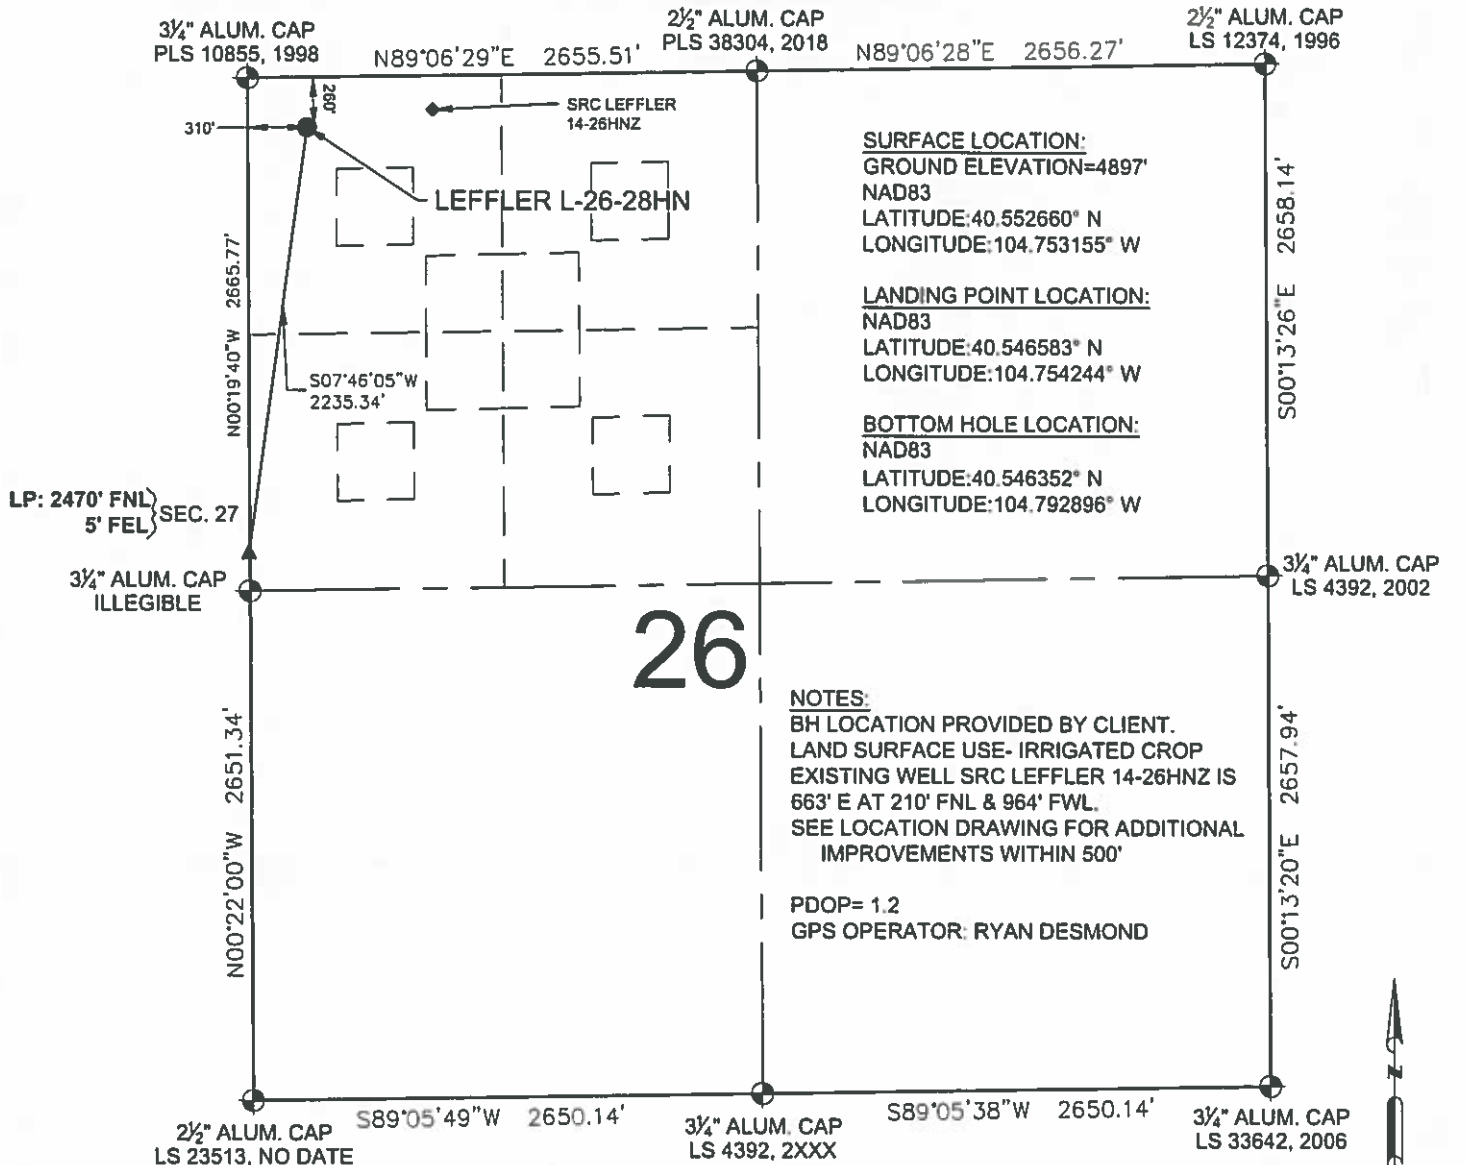 3¼" ALUM. CAP
PLS 10855, 1998
N89°06'29"E 2655.51'
2½" ALUM. CAP
PLS 38304, 2018
N89°06'28"E 2656.27'
2½" ALUM. CAP
LS 12374, 1996
260'
310'
SRC LEFFLER
14-26HNZ
LEFFLER L-26-28HN
N00°19'40"W 2665.77'
S07°46'05"W
2235.34'
SURFACE LOCATION:
GROUND ELEVATION=4897'
NAD83
LATITUDE:40.552660° N
LONGITUDE:104.753155° W
LANDING POINT LOCATION:
NAD83
LATITUDE:40.546583° N
LONGITUDE:104.754244° W
BOTTOM HOLE LOCATION:
NAD83
LATITUDE:40.546352° N
LONGITUDE:104.792896° W
S00°13'26"E 2658.14'
LP: 2470' FNL
5' FEL
SEC. 27
3¼" ALUM. CAP
ILLEGIBLE
3¼" ALUM. CAP
LS 4392, 2002
26
N00°22'00"W 2651.34'
NOTES:
BH LOCATION PROVIDED BY CLIENT.
LAND SURFACE USE- IRRIGATED CROP
EXISTING WELL SRC LEFFLER 14-26HNZ IS
663' E AT 210' FNL & 964' FWL.
SEE LOCATION DRAWING FOR ADDITIONAL
IMPROVEMENTS WITHIN 500'
PDOP= 1.2
GPS OPERATOR: RYAN DESMOND
S00°13'20"E 2657.94'
N
2½" ALUM. CAP
LS 23513, NO DATE
S89°05'49"W 2650.14'
3¼" ALUM. CAP
LS 4392, 2XXX
S89°05'38"W 2650.14'
3¼" ALUM. CAP
LS 33642, 2006